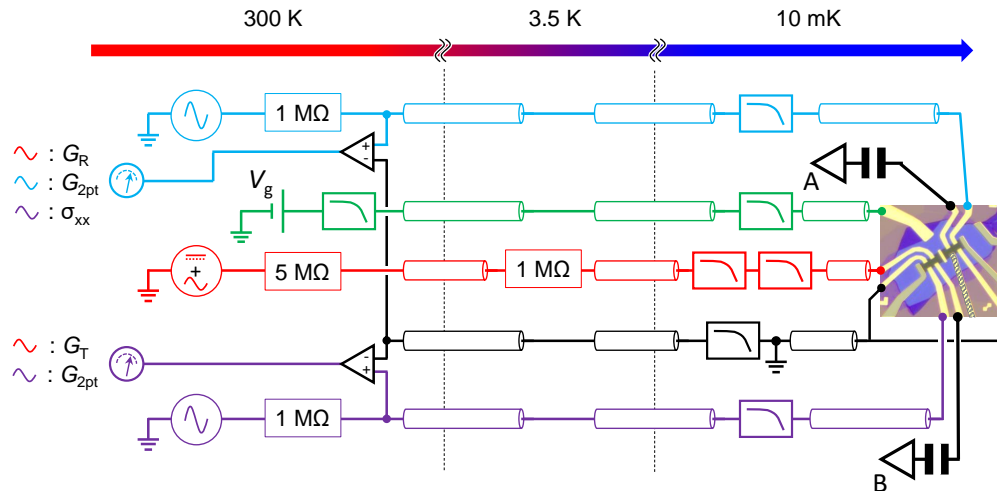 300 K 3.5 K 10 mK
1 MΩ
: G_R
+
-
A
: G_2pt
V_g
: σ_xx
5 MΩ
1 MΩ
+
: G_T
-
+
: G_2pt
1 MΩ
B